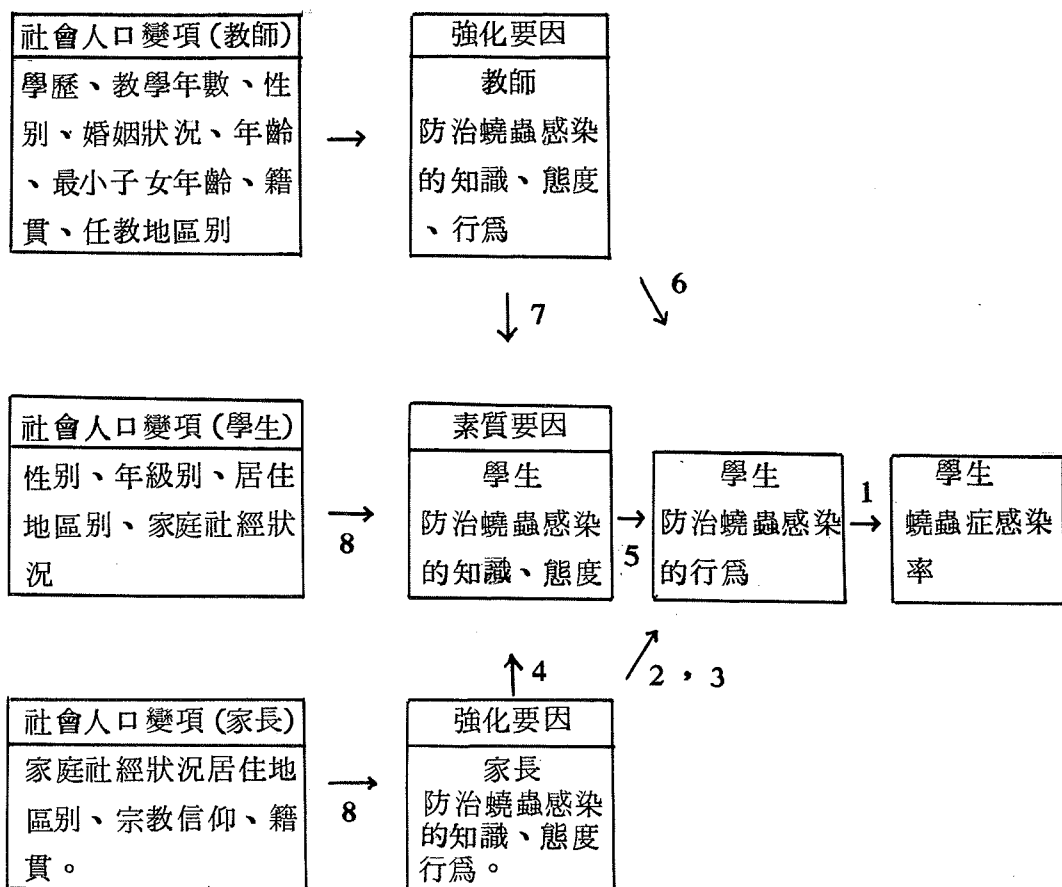 社會人口變項(教師)
學歷、教學年數、性
別、婚姻狀況、年齡
、最小子女年齡、籍
貫、任教地區別
→
強化要因
教師
防治蟯蟲感染
的知識、態度
、行爲
↓ 7
↘ 6
社會人口變項(學生)
性別、年級別、居住
地區別、家庭社經狀
況
→
8
素質要因
學生
防治蟯蟲感染
的知識、態度
→
5
學生
防治蟯蟲感染
的行爲
1
→
學生
蟯蟲症感染
率
↑ 4
↗ 2，3
社會人口變項(家長)
家庭社經狀況居住地
區別、宗教信仰、籍
貫。
→
8
強化要因
家長
防治蟯蟲感染
的知識、態度
行爲。